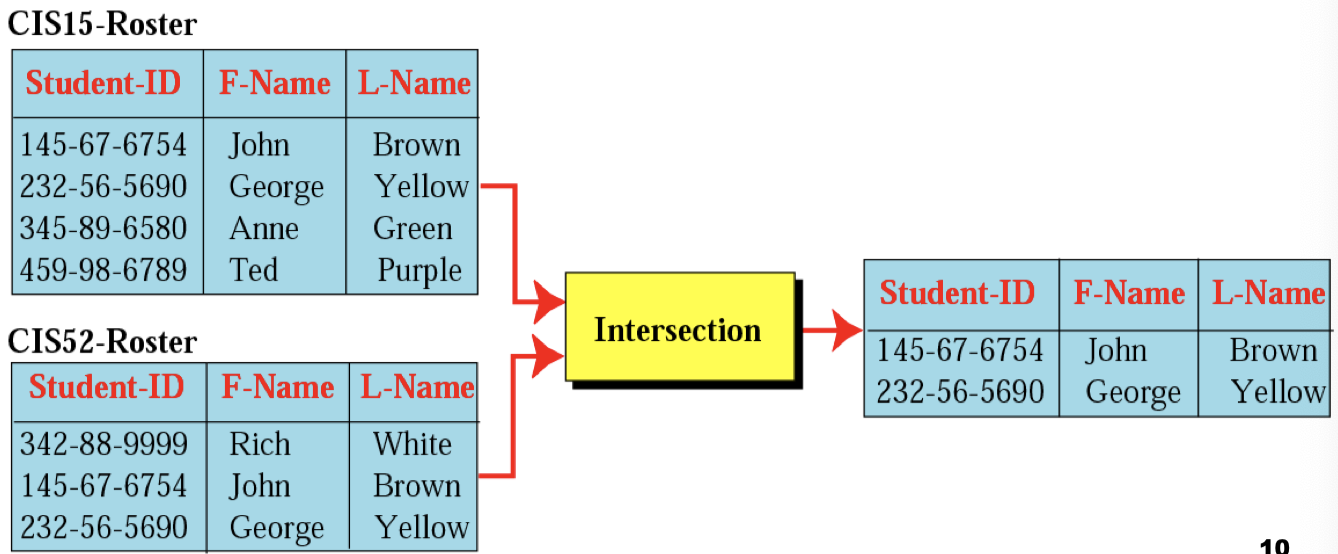 CIS15-Roster
Student-ID F-Name L-Name
145-67-6754 John Brown
232-56-5690 George Yellow
345-89-6580 Anne Green
459-98-6789 Ted Purple
CIS52-Roster
Student-ID F-Name L-Name
342-88-9999 Rich White
145-67-6754 John Brown
232-56-5690 George Yellow
Intersection
Student-ID F-Name L-Name
145-67-6754 John Brown
232-56-5690 George Yellow
10